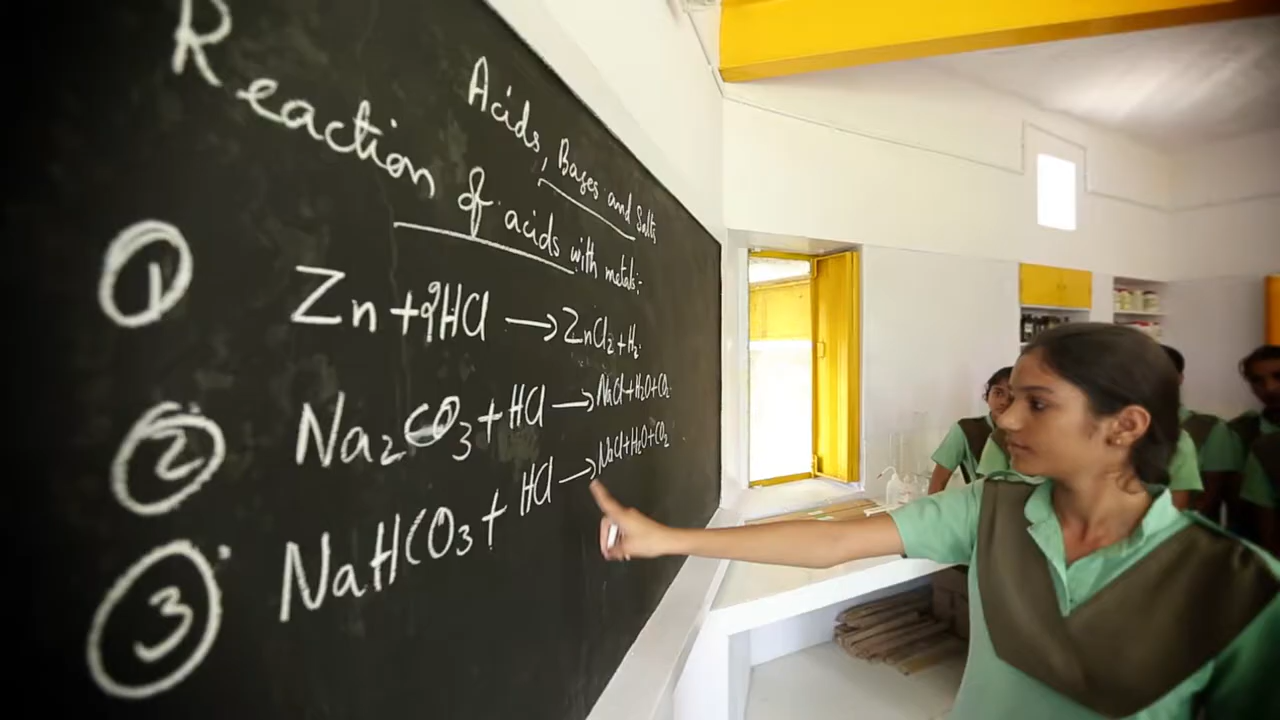 Acids, Bases and Salts
Reaction of acids with metals:-
① Zn + 2HCl → ZnCl₂ + H₂.
② Na₂CO₃ + HCl → NaCl + H₂O + CO₂
③ NaHCO₃ + HCl → NaCl + H₂O + CO₂